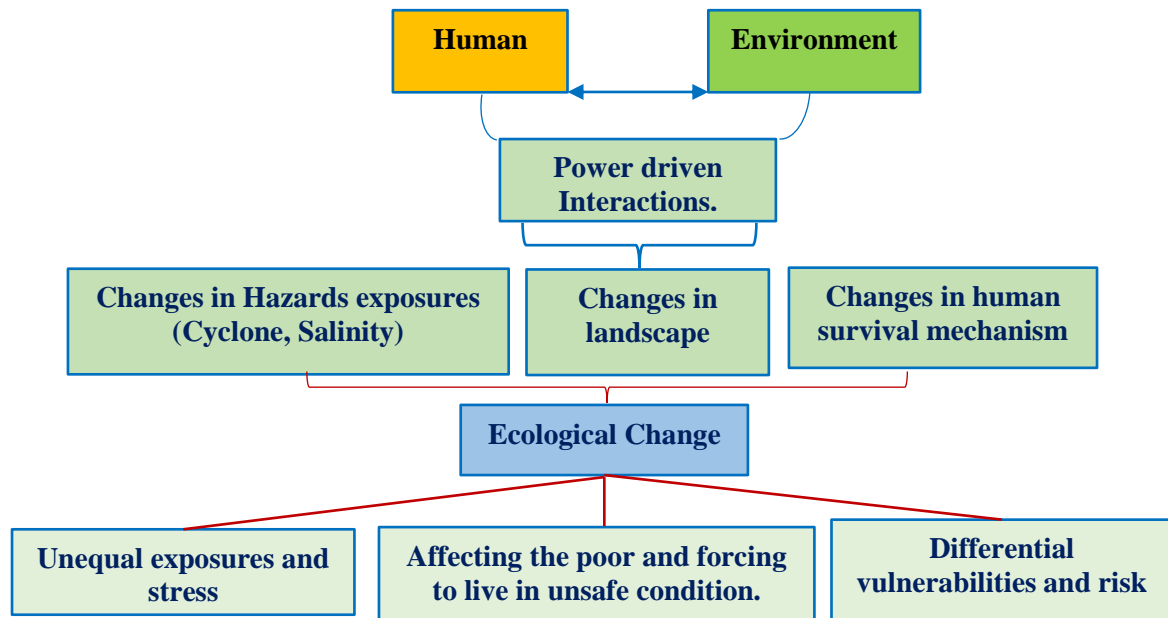 Human
Environment
Power driven
Interactions.
Changes in Hazards exposures
(Cyclone, Salinity)
Changes in
landscape
Changes in human
survival mechanism
Ecological Change
Unequal exposures and
stress
Affecting the poor and forcing
to live in unsafe condition.
Differential
vulnerabilities and risk